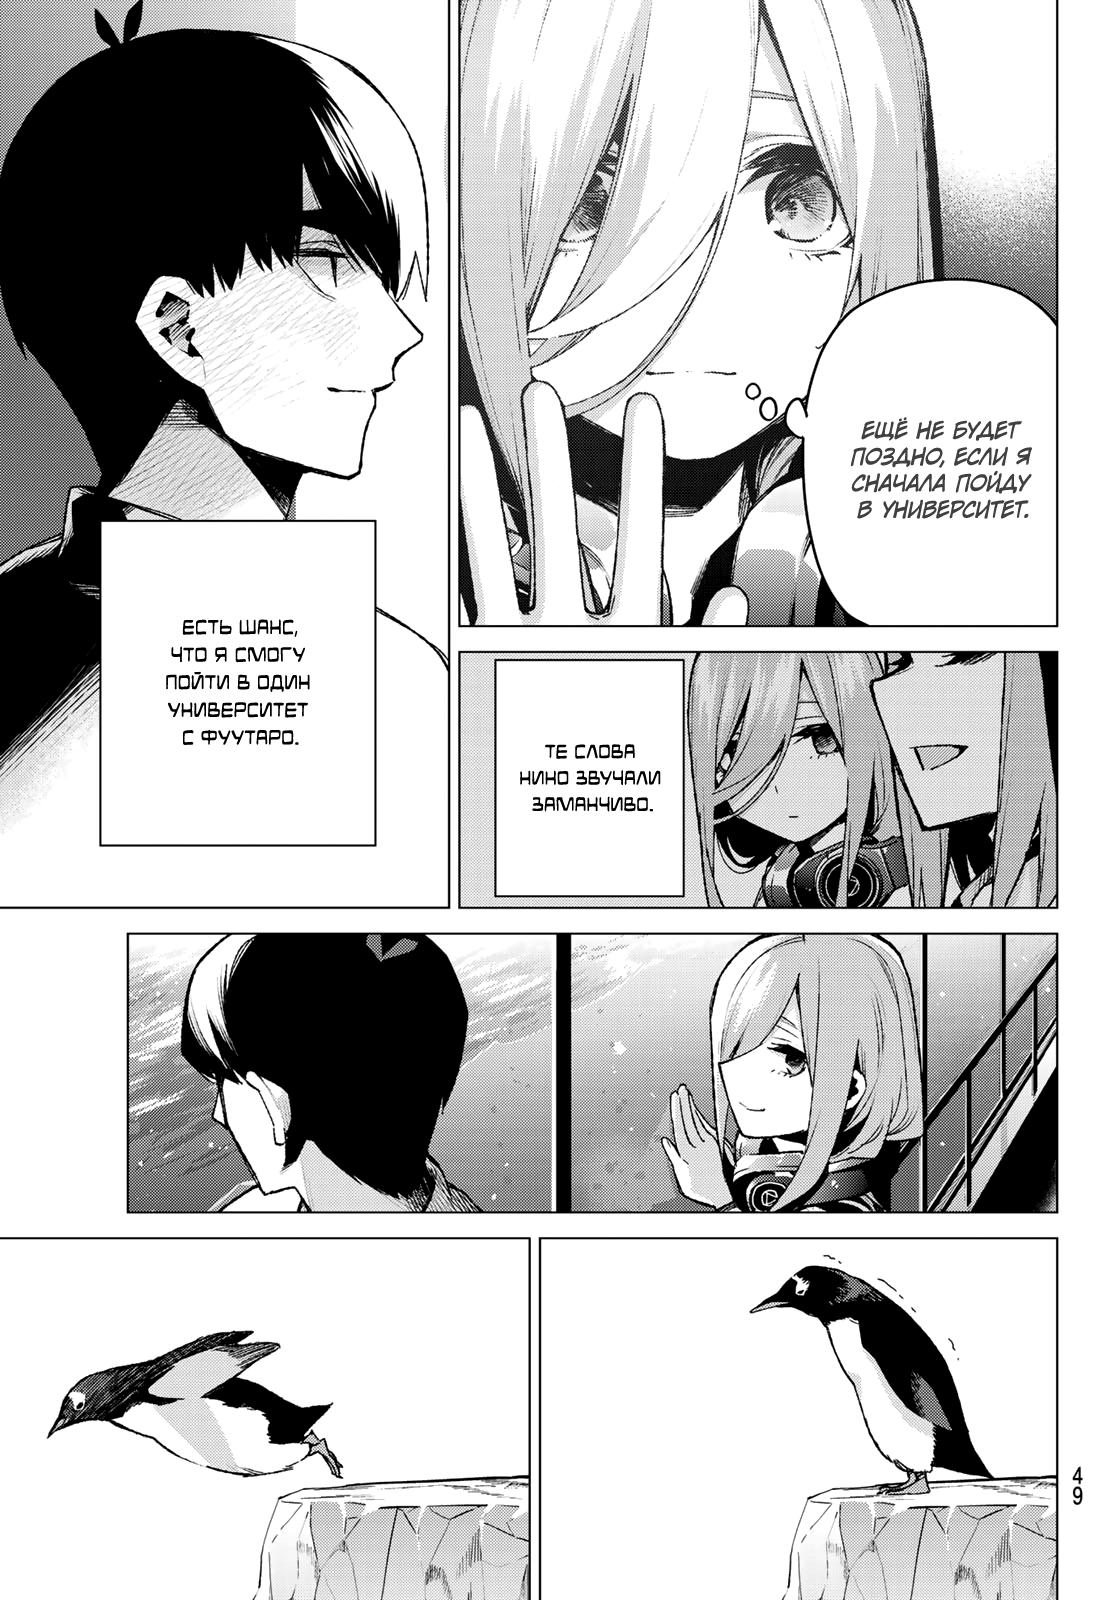 ЕЩЁ НЕ БУДЕТ
ПОЗДНО, ЕСЛИ Я
СНАЧАЛА ПОЙДУ
В УНИВЕРСИТЕТ.
ЕСТЬ ШАНС,
ЧТО Я СМОГУ
ПОЙТИ В ОДИН
УНИВЕРСИТЕТ
С ФУУТАРО.
ТЕ СЛОВА
НИНО ЗВУЧАЛИ
ЗАМАНЧИВО.
49